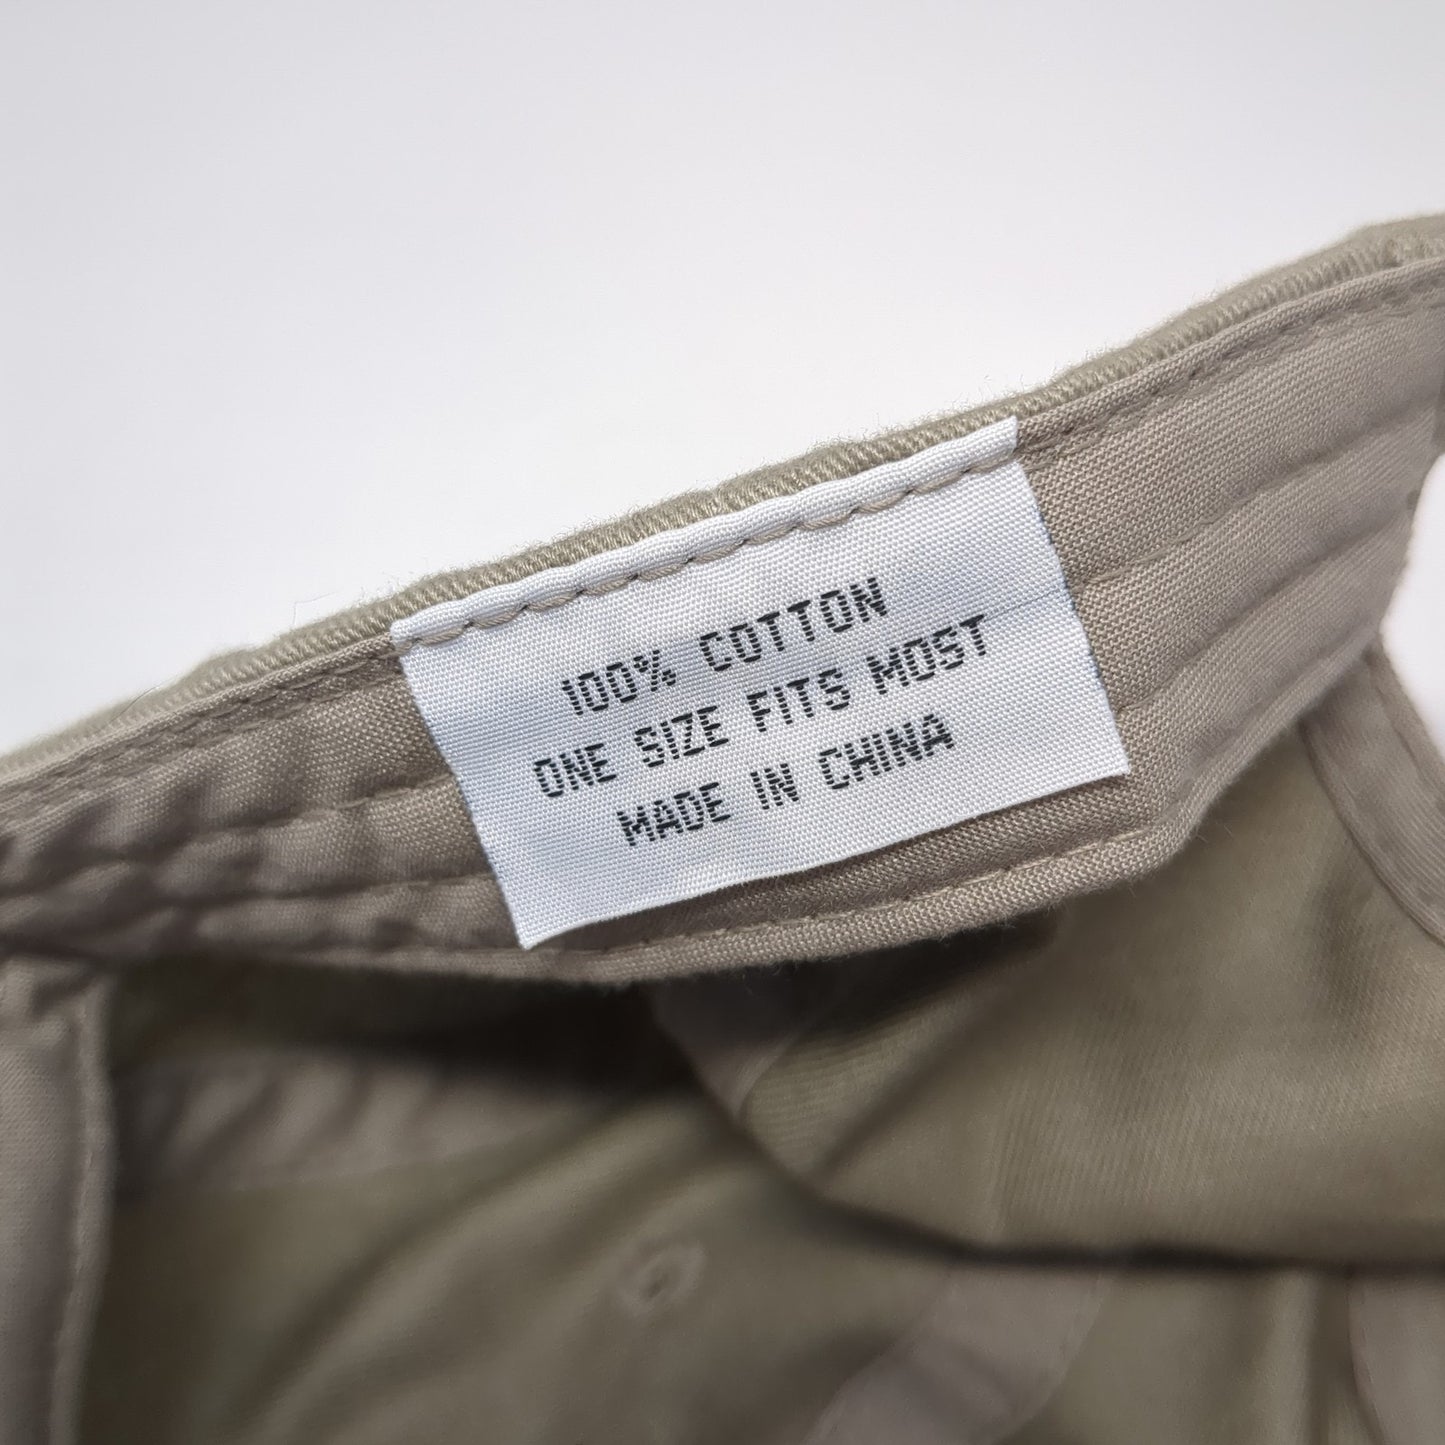 100% COTTON
ONE SIZE FITS MOST
MADE IN CHINA